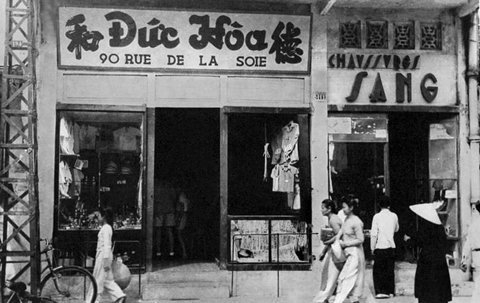 和 Đức Hòa 德
90 RUE DE LA SOIE
CHAUSSURES
SANG